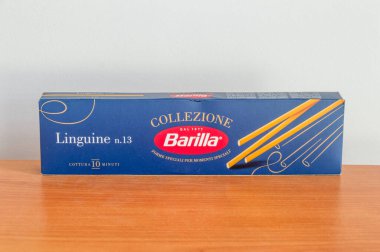 COLLEZIONE
DAL 1877
Barilla
FORME SPECIALI PER MOMENTI SPECIALI
Linguine n.13
COTTURA 10 MINUTI